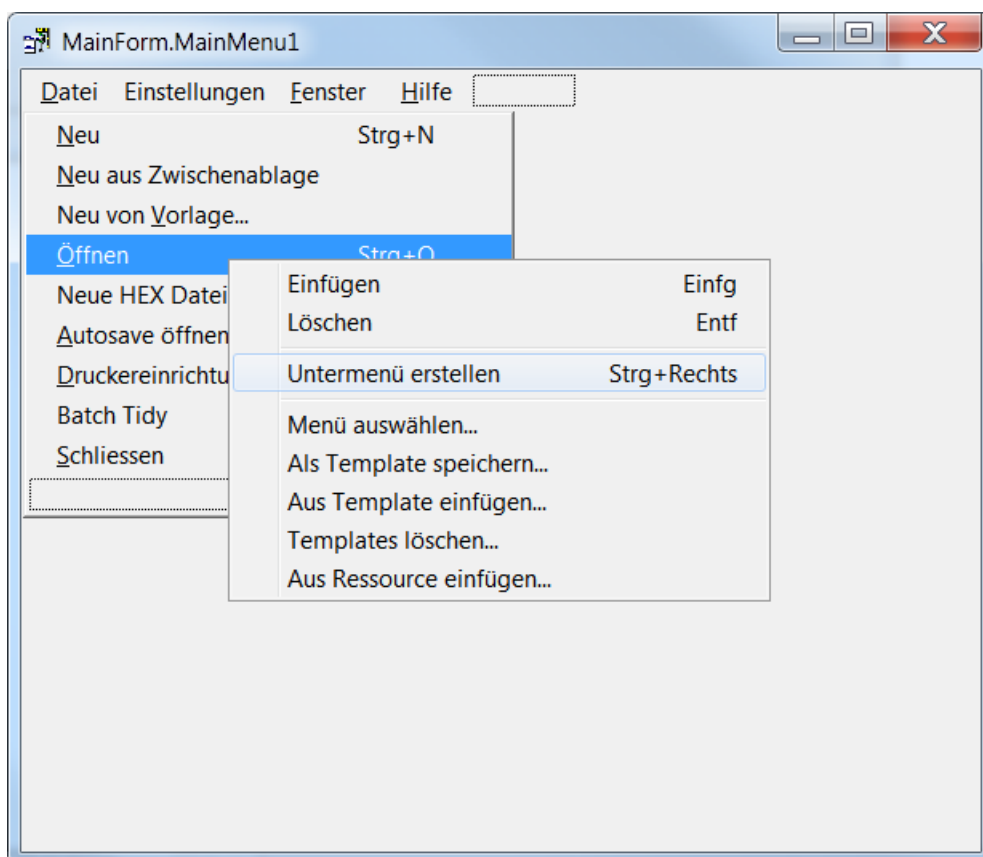 MainForm.MainMenu1
Datei Einstellungen Fenster Hilfe
Neu Strg+N
Neu aus Zwischenablage
Neu von Vorlage...
Öffnen Strg+O
Neue HEX Datei
Autosave öffnen
Druckereinrichtu
Batch Tidy
Schliessen
Einfügen Einfg
Löschen Entf
Untermenü erstellen Strg+Rechts
Menü auswählen...
Als Template speichern...
Aus Template einfügen...
Templates löschen...
Aus Ressource einfügen...